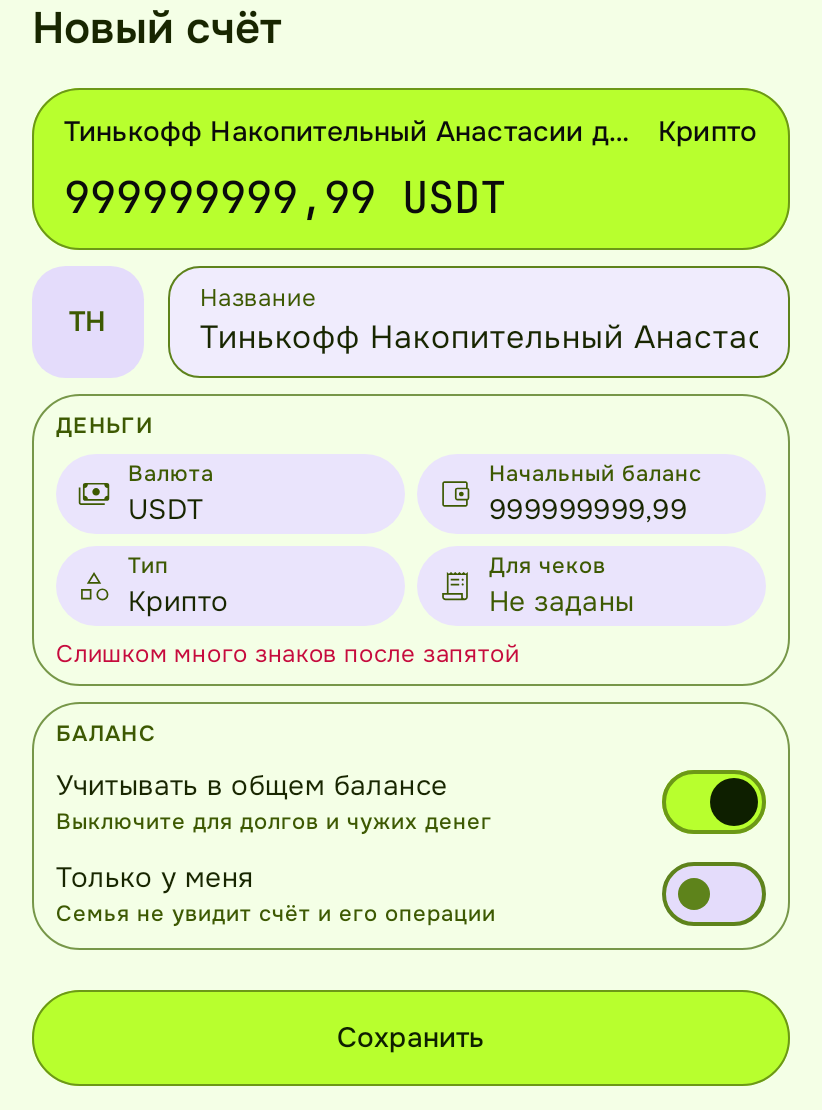 Новый счёт
Тинькофф Накопительный Анастасии д... Крипто
999999999,99 USDT
ТН
Название
Тинькофф Накопительный Анастас
ДЕНЬГИ
Валюта
USDT
Начальный баланс
999999999,99
Тип
Крипто
Для чеков
Не заданы
Слишком много знаков после запятой
БАЛАНС
Учитывать в общем балансе
Выключите для долгов и чужих денег
Только у меня
Семья не увидит счёт и его операции
Сохранить